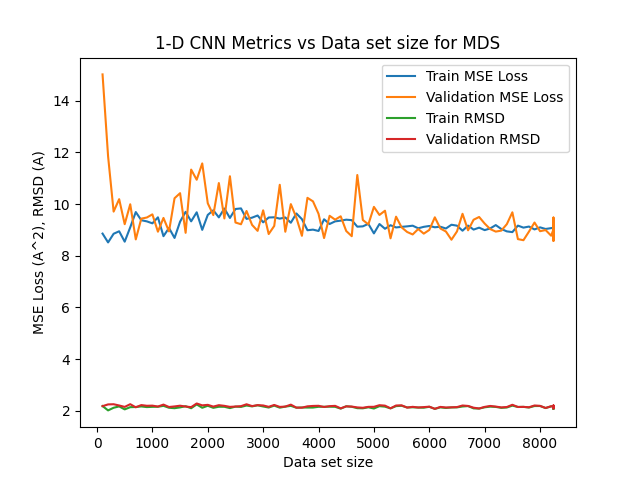 1-D CNN Metrics vs Data set size for MDS
Train MSE Loss
Validation MSE Loss
Train RMSD
Validation RMSD
MSE Loss (A^2), RMSD (A)
14
12
10
8
6
4
2
0 1000 2000 3000 4000 5000 6000 7000 8000
Data set size